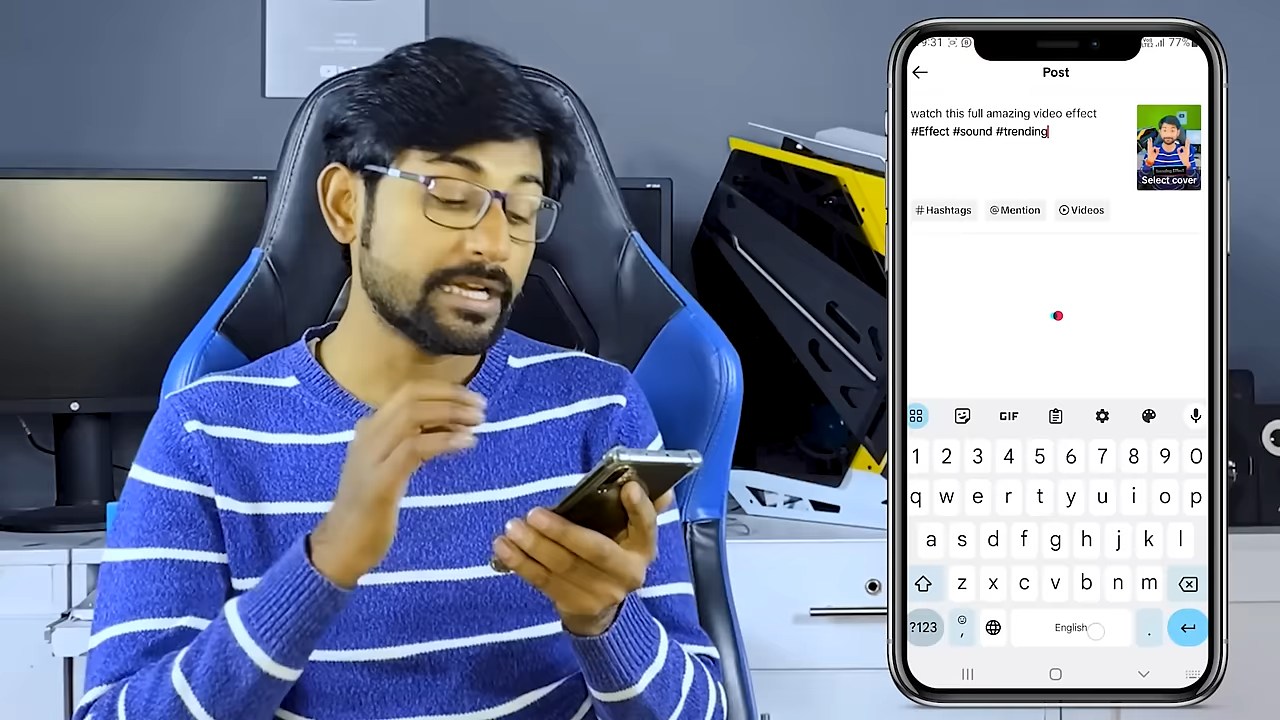 9:31
77%
Post
watch this full amazing video effect
#Effect #sound #trending
Select cover
#Hashtags
@Mention
Videos
GIF
1 2 3 4 5 6 7 8 9 0
q w e r t y u i o p
a s d f g h j k l
z x c v b n m
?123 , English .